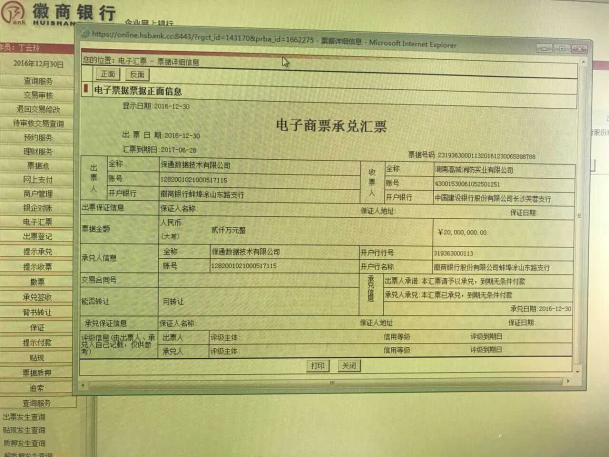 徽商银行
HUISHANG
企业网上银行
https://online.hsbank.cc:8443/?rgct_id=143170&prba_id=1662275 - 票据详细信息 - Microsoft Internet Explorer
2016年12月30日
您的位置: 电子汇票 - 票据详细信息
正面 反面
电子票据票据正面信息
显示日期:2016-12-30
电子商票承兑汇票
出票日期:2016-12-30
汇票到期日:2017-06-28
票据号码
出票人 全称 保通数据技术有限公司 收票人 全称
账号 1282001021000517115 账号 43001530061052501251
开户银行 徽商银行蚌埠涂山东路支行 开户银行 中国建设银行股份有限公司长沙芙蓉支行
出票保证信息 保证人名称 保证人地址 保证日期
票据金额 人民币(大写) 贰仟万元整 ￥20,000,000.00
承兑人信息 全称 保通数据技术有限公司 开户行行号 319363000113
账号 1282001021000517115 开户行名称 徽商银行股份有限公司蚌埠涂山东路支行
交易合同号 承兑信息 出票人承诺:本汇票请予以承兑，到期无条件付款
能否转让 可转让 承兑人承兑:本汇票已承兑，到期无条件付款
承兑日期:2016-12-30
承兑保证信息 保证人名称 保证人地址 保证日期
评级信息(由出票人、承兑人自己记载，仅供参考) 出票人 评级主体 信用等级 评级到期日
承兑人 评级主体 信用等级 评级到期日
打印 关闭
查询服务
交易审核
退回交易修改
待审核交易查询
预约服务
理财服务
票据池
网上支付
商户管理
银企对账
电子汇票
出票登记
提示承兑
提示收票
撤票
承兑签收
背书转让
保证
提示付款
贴现
票据质押
追索
查询服务
出票发生查询
贴现发生查询
质押发生查询